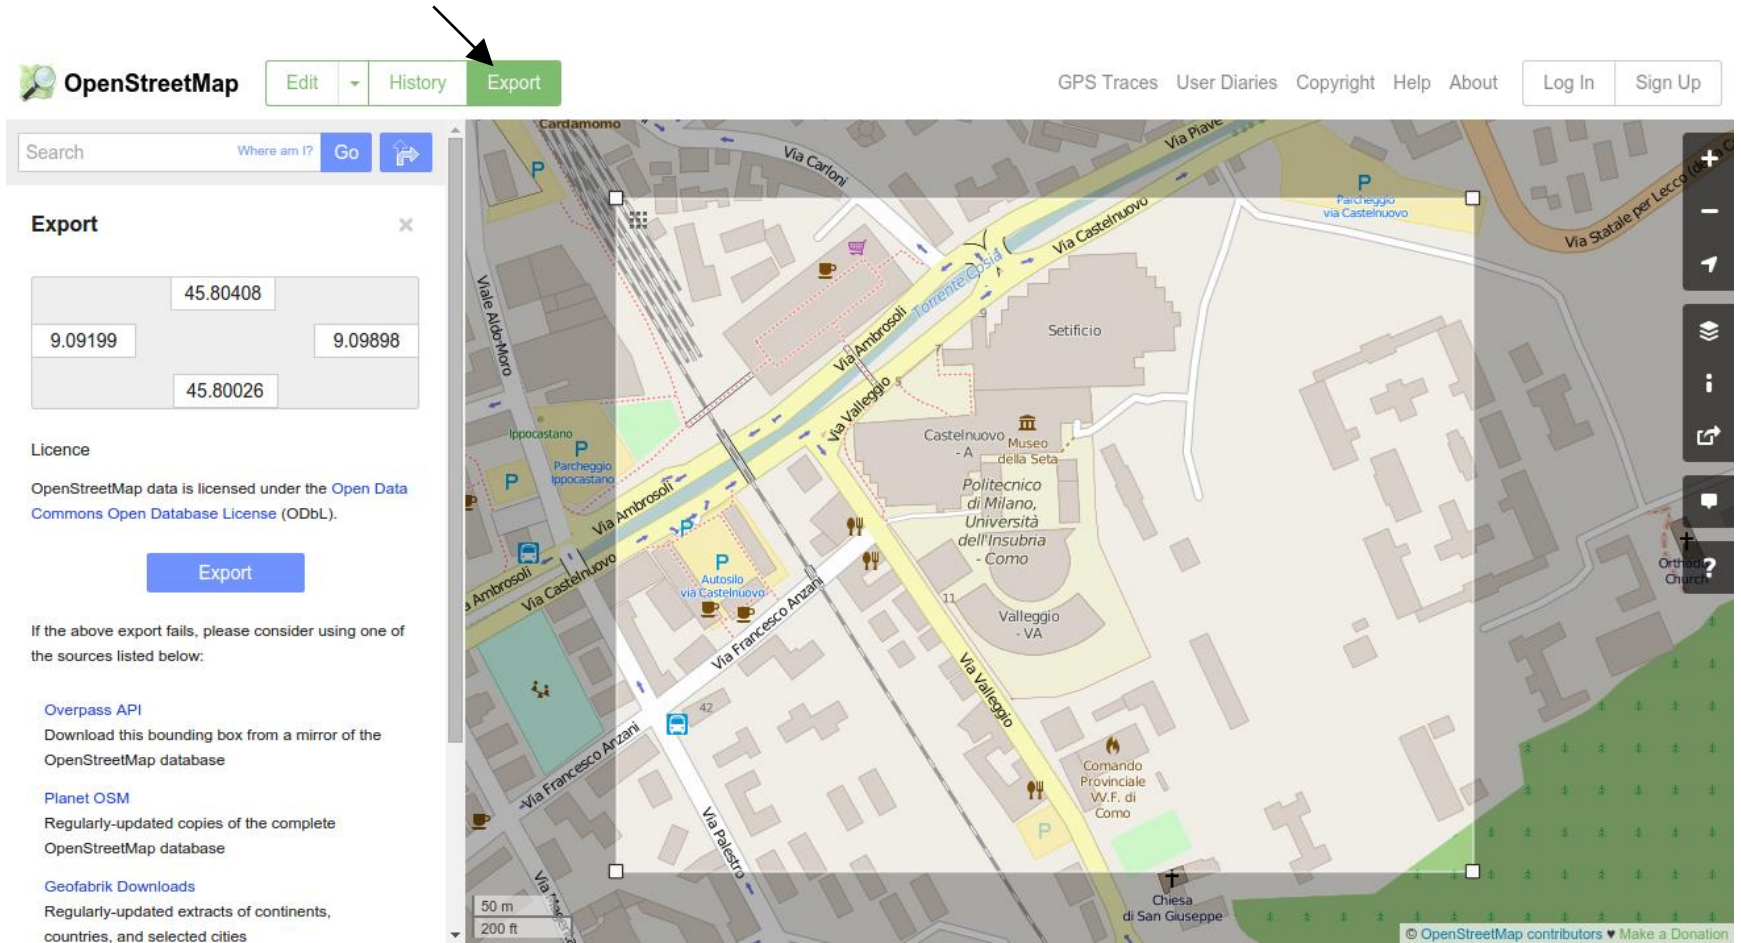 OpenStreetMap
Edit
History
Export
GPS Traces
User Diaries
Copyright
Help
About
Log In
Sign Up
Search
Where am I?
Go
Export
×
45.80408
9.09199
9.09898
45.80026
Licence
OpenStreetMap data is licensed under the Open Data
Commons Open Database License (ODbL).
Export
If the above export fails, please consider using one of
the sources listed below:
Overpass API
Download this bounding box from a mirror of the
OpenStreetMap database
Planet OSM
Regularly-updated copies of the complete
OpenStreetMap database
Geofabrik Downloads
Regularly-updated extracts of continents,
countries, and selected cities
Cardamomo
P
Via Carloni
Via Piave
P
Parcheggio
via Castelnuovo
Via Castelnuovo
Via Statale per Lecco
Viale Aldo Moro
Torrente Cosia
Via Ambrosoli
9
Setificio
7
5
Via Valleggio
Ippocastano
P
Parcheggio
Ippocastano
P
Castelnuovo
- A
Museo
della Seta
Politecnico
di Milano,
Università
dell'Insubria
- Como
Via Ambrosoli
P
P
Autosilo
via Castelnuovo
Ambrosoli
Via Castelnuovo
Via Francesco Anzani
11
Valleggio
- VA
Via Valleggio
42
Via Francesco Anzani
Via Palestro
Comando
Provinciale
VV.F. di
Como
P
Chiesa
di San Giuseppe
Church
?
50 m
200 ft
© OpenStreetMap contributors ♥ Make a Donation